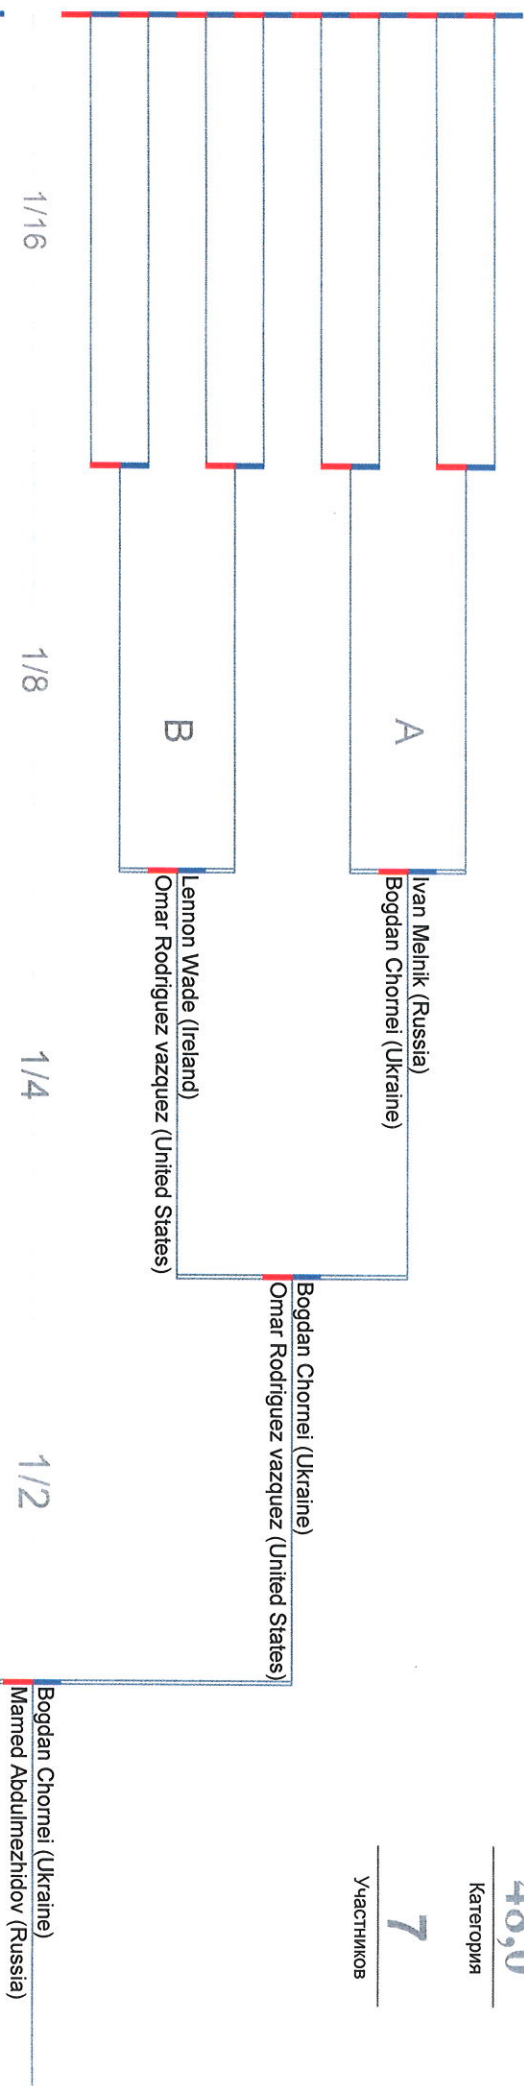 48,0
Категория
7
Участников
Ivan Melnik (Russia)
Bogdan Chornei (Ukraine)
A
Bogdan Chornei (Ukraine)
Omar Rodriguez vazquez (United States)
Lennon Wade (Ireland)
Omar Rodriguez vazquez (United States)
B
Bogdan Chornei (Ukraine)
Mamed Abdulmezhidov (Russia)
1/16
1/8
1/4
1/2